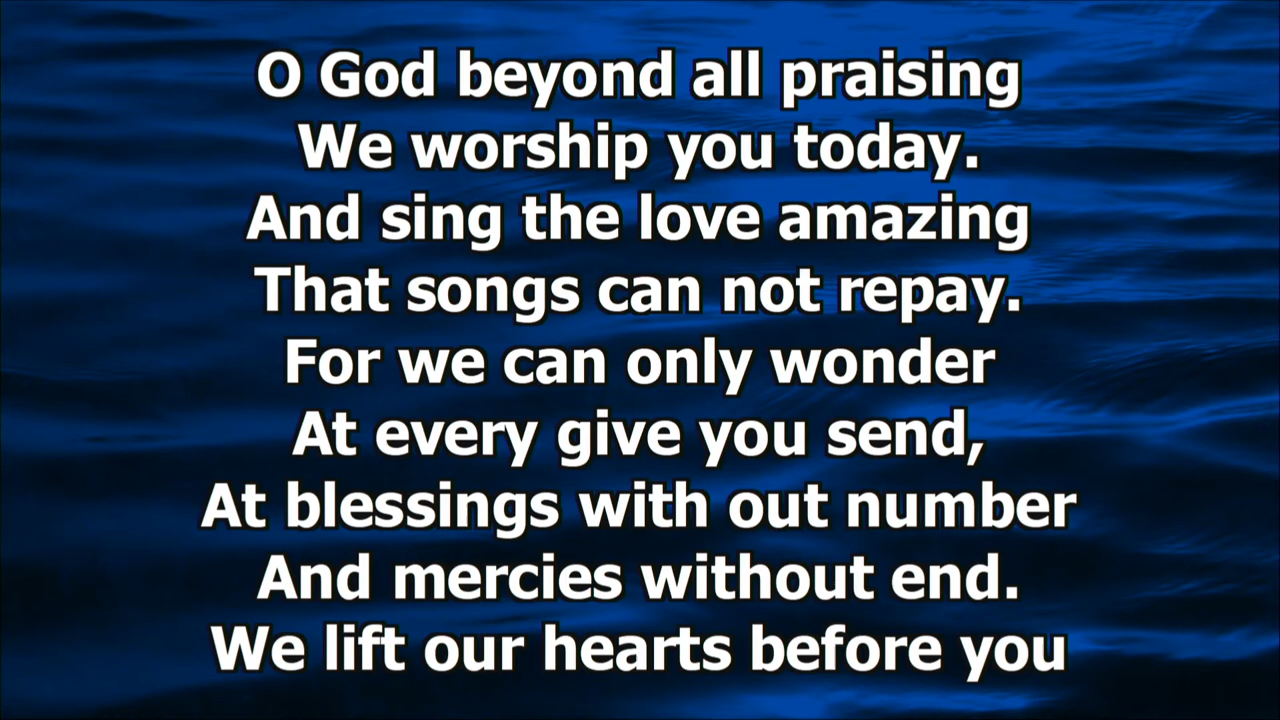 O God beyond all praising
We worship you today.
And sing the love amazing
That songs can not repay.
For we can only wonder
At every give you send,
At blessings with out number
And mercies without end.
We lift our hearts before you